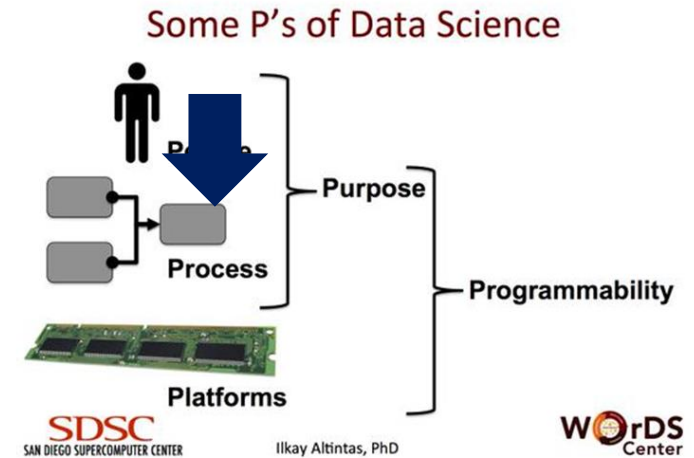 Some P's of Data Science
Purpose
Process
Programmability
Platforms
SDSC
SAN DIEGO SUPERCOMPUTER CENTER
Ilkay Altintas, PhD
WOrDS
Center